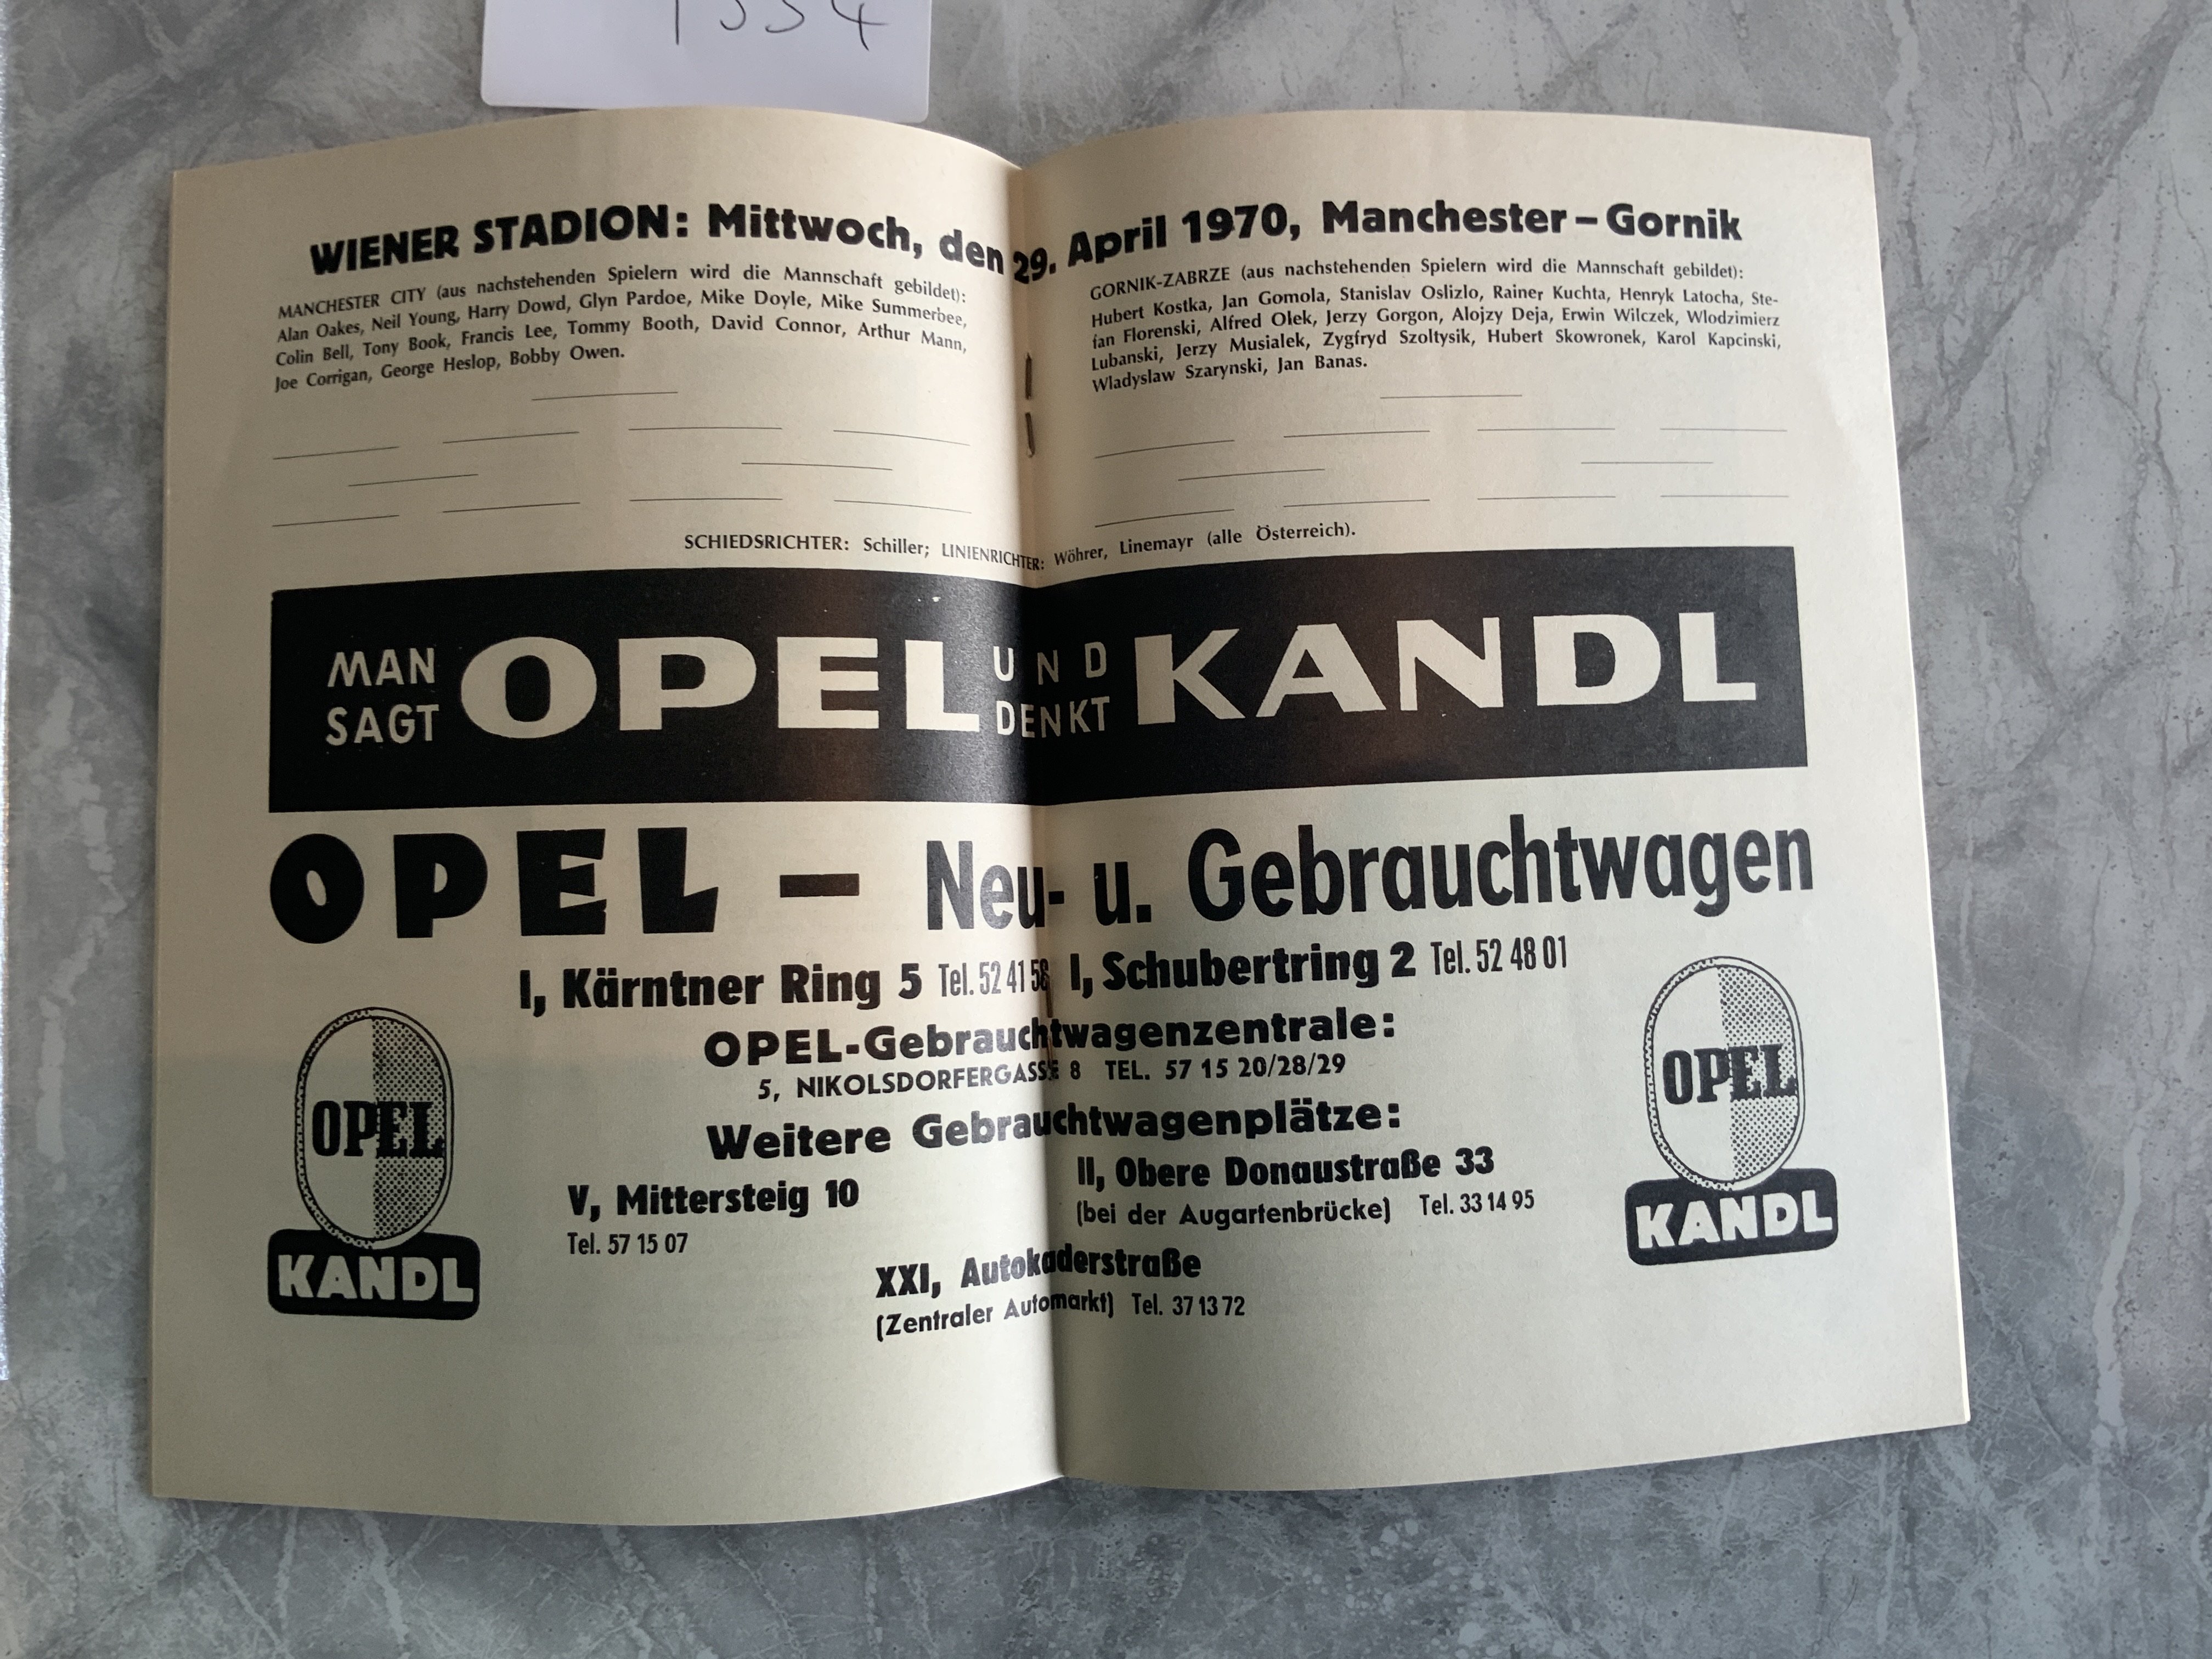 WIENER STADION: Mittwoch, den 29. April 1970, Manchester – Gornik
MANCHESTER CITY (aus nachstehenden Spielern wird die Mannschaft gebildet):
Alan Oakes, Neil Young, Harry Dowd, Glyn Pardoe, Mike Doyle, Mike Summerbee,
Colin Bell, Tony Book, Francis Lee, Tommy Booth, David Connor, Arthur Mann,
Joe Corrigan, George Heslop, Bobby Owen.
GORNIK-ZABRZE (aus nachstehenden Spielern wird die Mannschaft gebildet):
Hubert Kostka, Jan Gomola, Stanislav Oslizlo, Rainer Kuchta, Henryk Latocha, Ste-
fan Florenski, Alfred Olek, Jerzy Gorgon, Alojzy Deja, Erwin Wilczek, Wlodzimierz
Lubanski, Jerzy Musialek, Zygfryd Szoltysik, Hubert Skowronek, Karol Kapcinski,
Wladyslaw Szarynski, Jan Banas.
SCHIEDSRICHTER: Schiller; LINIENRICHTER: Wöhrer, Linemayr (alle Österreich).
MAN SAGT OPEL UND DENKT KANDL
OPEL – Neu- u. Gebrauchtwagen
I, Kärntner Ring 5 Tel. 52 41 58 I, Schubertring 2 Tel. 52 48 01
OPEL-Gebrauchtwagenzentrale:
5, NIKOLSDORFERGASSE 8 TEL. 57 15 20/28/29
Weitere Gebrauchtwagenplätze:
V, Mittersteig 10
Tel. 57 15 07
II, Obere Donaustraße 33
(bei der Augartenbrücke) Tel. 33 14 95
XXI, Autokaderstraße
(Zentraler Automarkt) Tel. 37 13 72
OPEL
KANDL
OPEL
KANDL